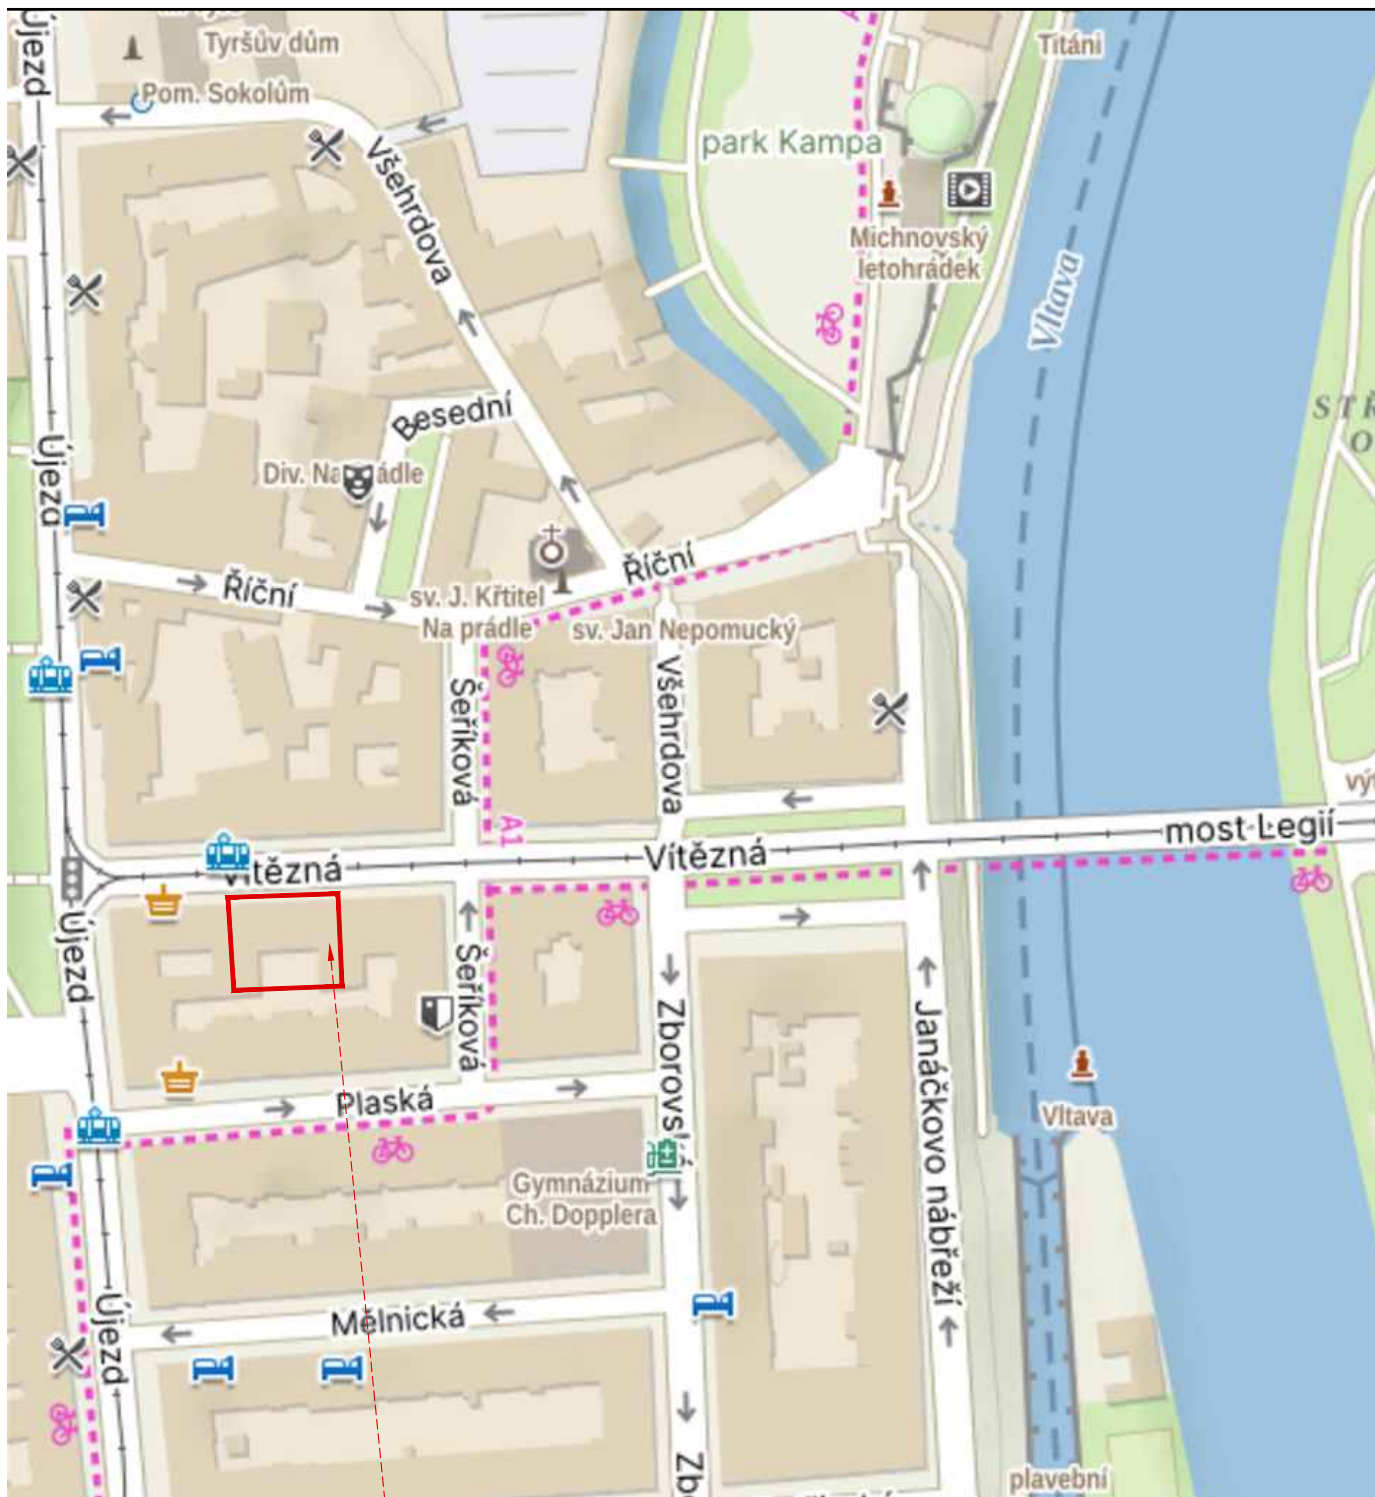 Újezd
Tyršův dům
Pom. Sokolům
Titáni
park Kampa
Všehrdova
Michnovský
letohrádek
Vltava
Besední
Újezd
Div. Na
ádle
Říční
Říční
sv. J. Křtitel
Na prádle
sv. Jan Nepomucký
Šeříková
Všehrdova
A1
most Legií
Vítězná
Vítězná
Újezd
Šeříková
Zborovská
Janáčkovo nábřeží
Plaská
Vltava
Gymnázium
Ch. Dopplera
Mělnická
Újezd
plavební